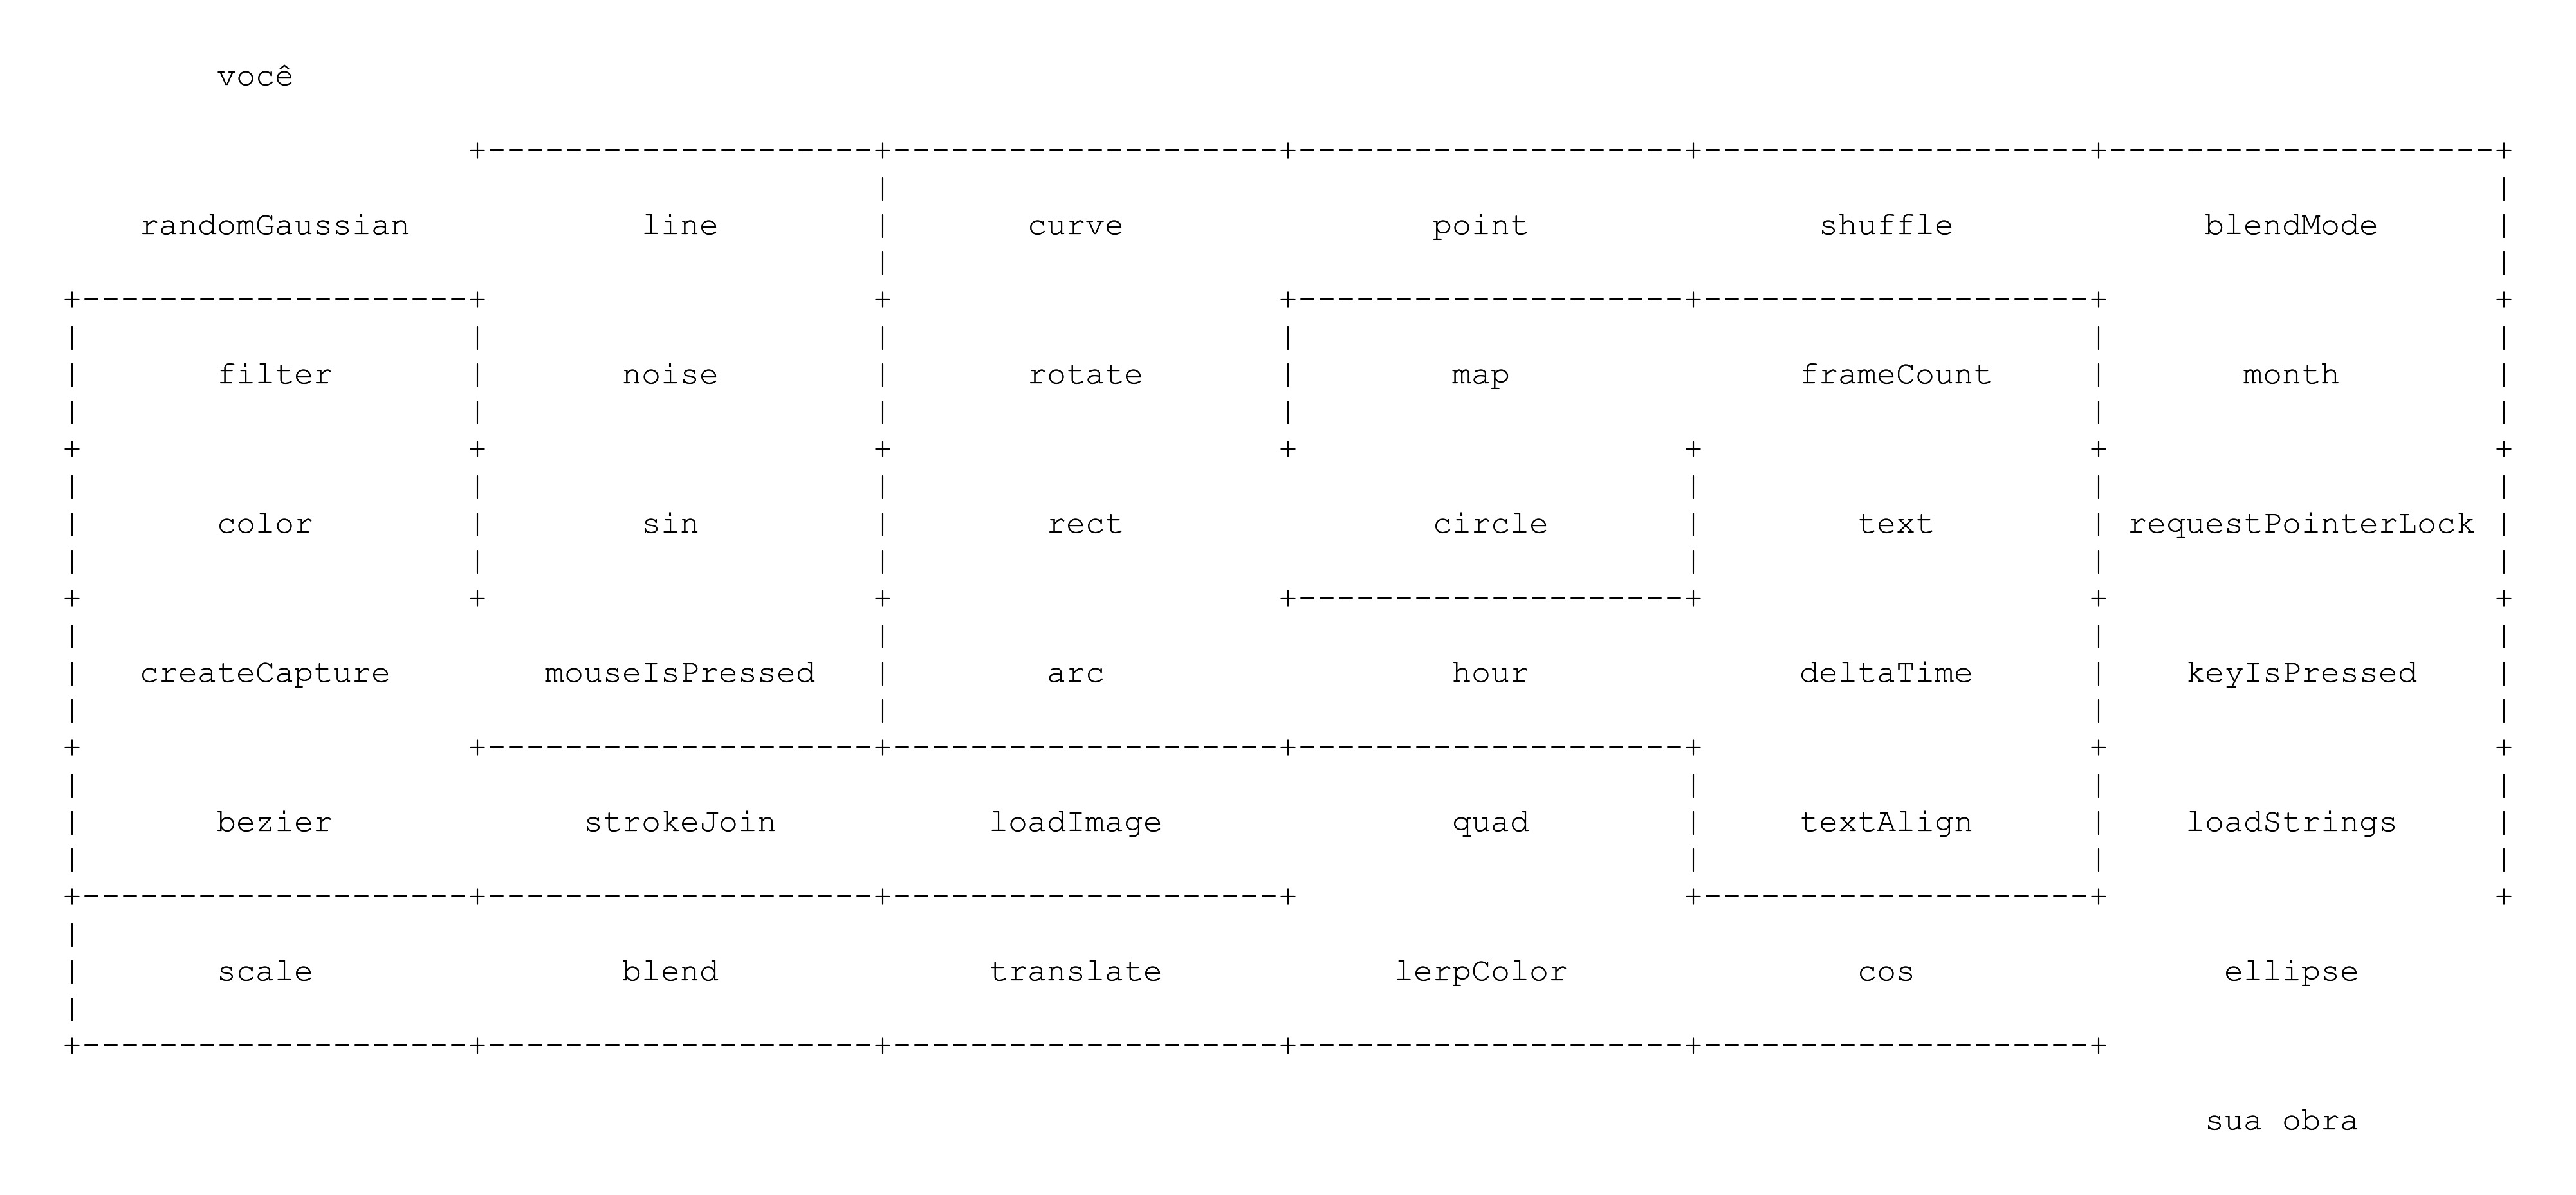 você
randomGaussian line curve point shuffle blendMode
filter noise rotate map frameCount month
color sin rect circle text requestPointerLock
createCapture mouseIsPressed arc hour deltaTime keyIsPressed
bezier strokeJoin loadImage quad textAlign loadStrings
scale blend translate lerpColor cos ellipse
sua obra